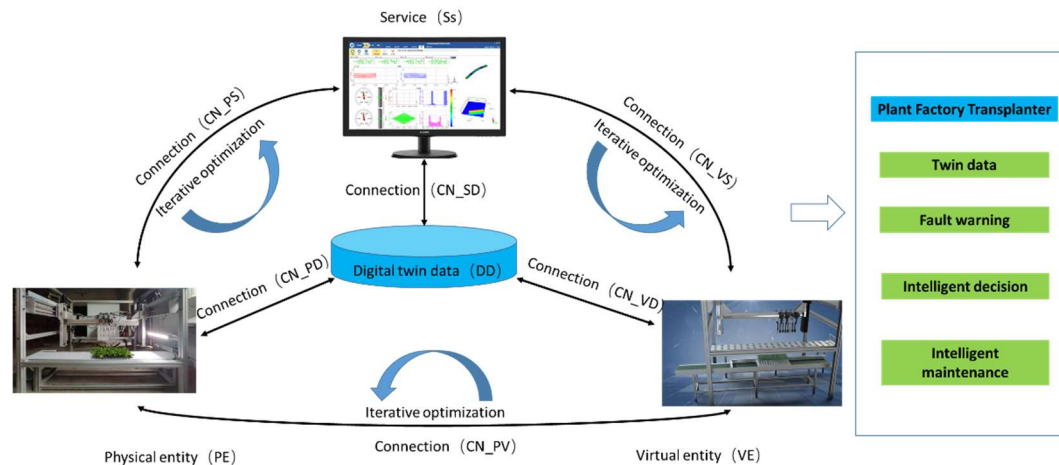 Service（Ss）
Connection（CN_PS）
Iterative optimization
Connection（CN_VS）
Iterative optimization
Connection（CN_SD）
Digital twin data（DD）
Connection（CN_PD）
Connection（CN_VD）
Iterative optimization
Connection（CN_PV）
Physical entity（PE）
Virtual entity（VE）
Plant Factory Transplanter
Twin data
Fault warning
Intelligent decision
Intelligent
maintenance